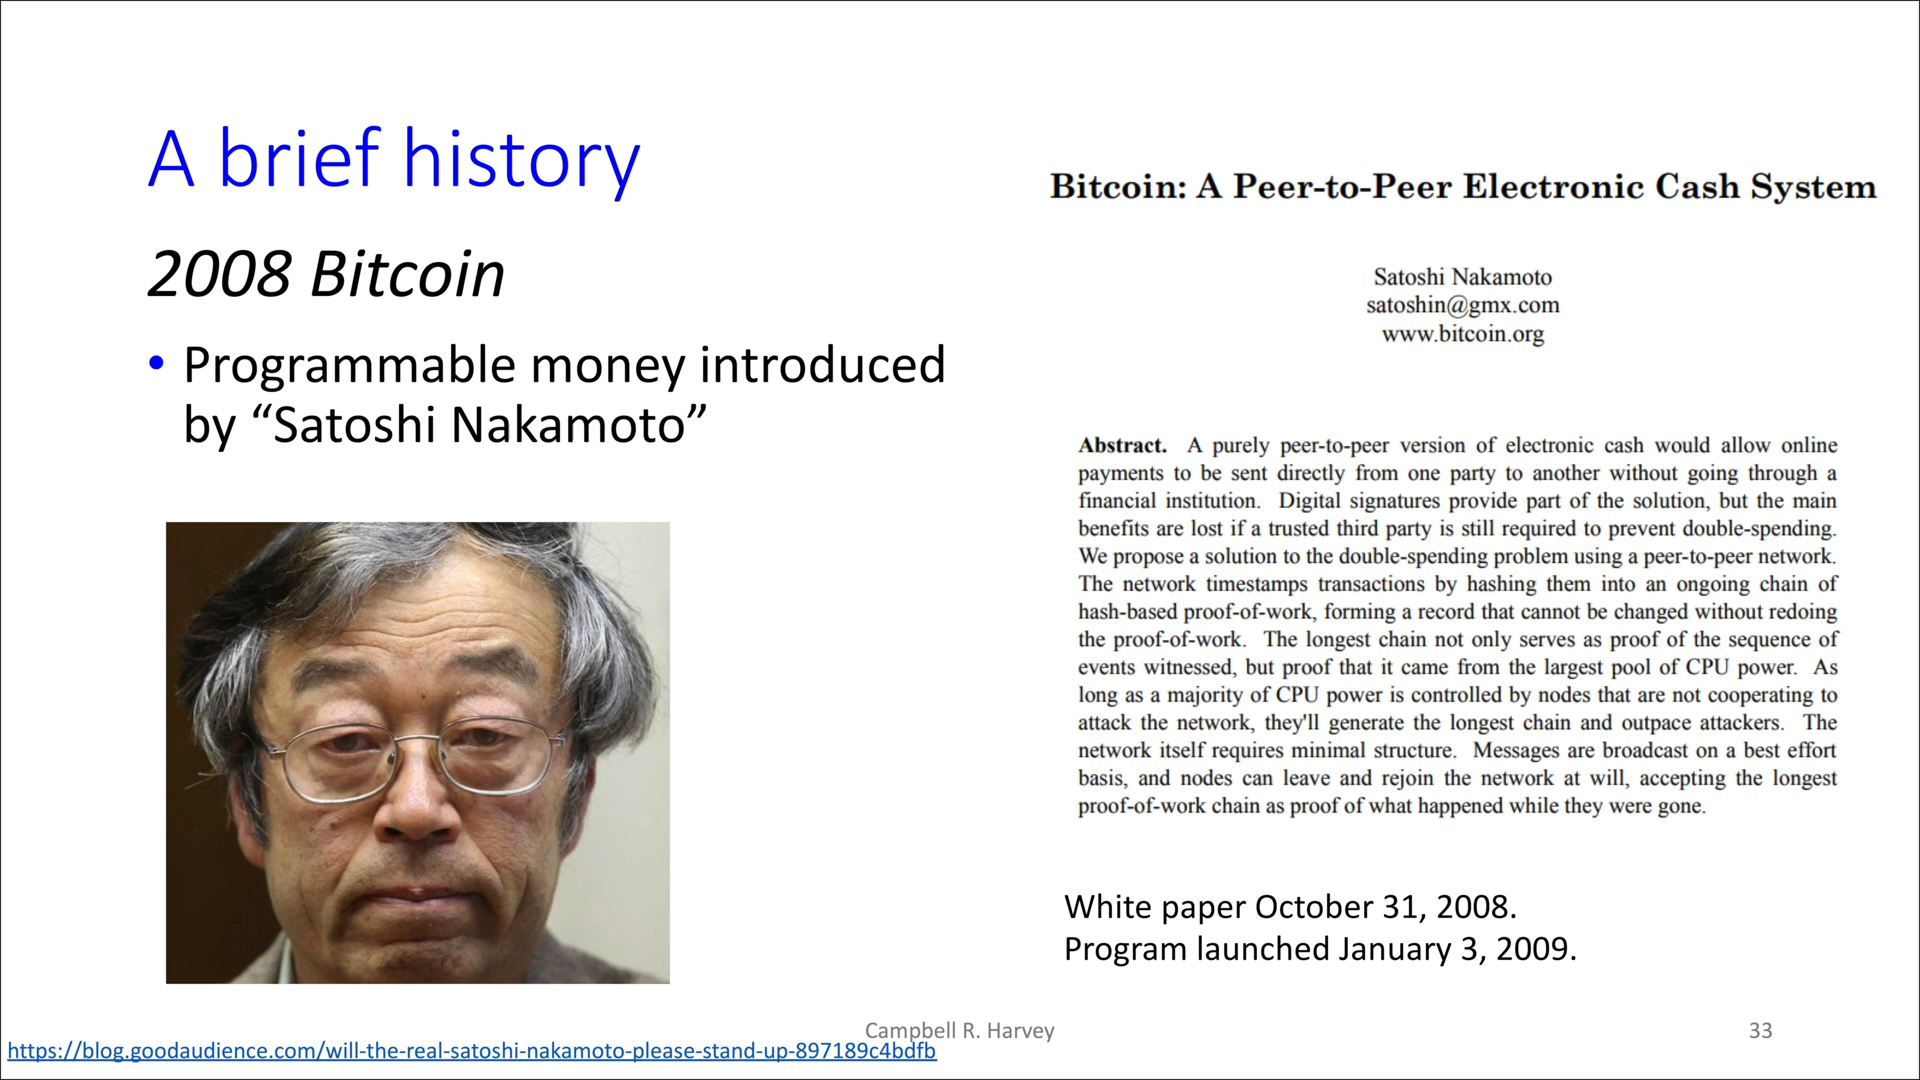 A brief history
2008 Bitcoin
• Programmable money introduced
by “Satoshi Nakamoto”
Bitcoin: A Peer-to-Peer Electronic Cash System
Satoshi Nakamoto
satoshin@gmx.com
www.bitcoin.org
Abstract. A purely peer-to-peer version of electronic cash would allow online
payments to be sent directly from one party to another without going through a
financial institution. Digital signatures provide part of the solution, but the main
benefits are lost if a trusted third party is still required to prevent double-spending.
We propose a solution to the double-spending problem using a peer-to-peer network.
The network timestamps transactions by hashing them into an ongoing chain of
hash-based proof-of-work, forming a record that cannot be changed without redoing
the proof-of-work. The longest chain not only serves as proof of the sequence of
events witnessed, but proof that it came from the largest pool of CPU power. As
long as a majority of CPU power is controlled by nodes that are not cooperating to
attack the network, they'll generate the longest chain and outpace attackers. The
network itself requires minimal structure. Messages are broadcast on a best effort
basis, and nodes can leave and rejoin the network at will, accepting the longest
proof-of-work chain as proof of what happened while they were gone.
White paper October 31, 2008.
Program launched January 3, 2009.
Campbell R. Harvey
33
https://blog.goodaudience.com/will-the-real-satoshi-nakamoto-please-stand-up-897189c4bdfb